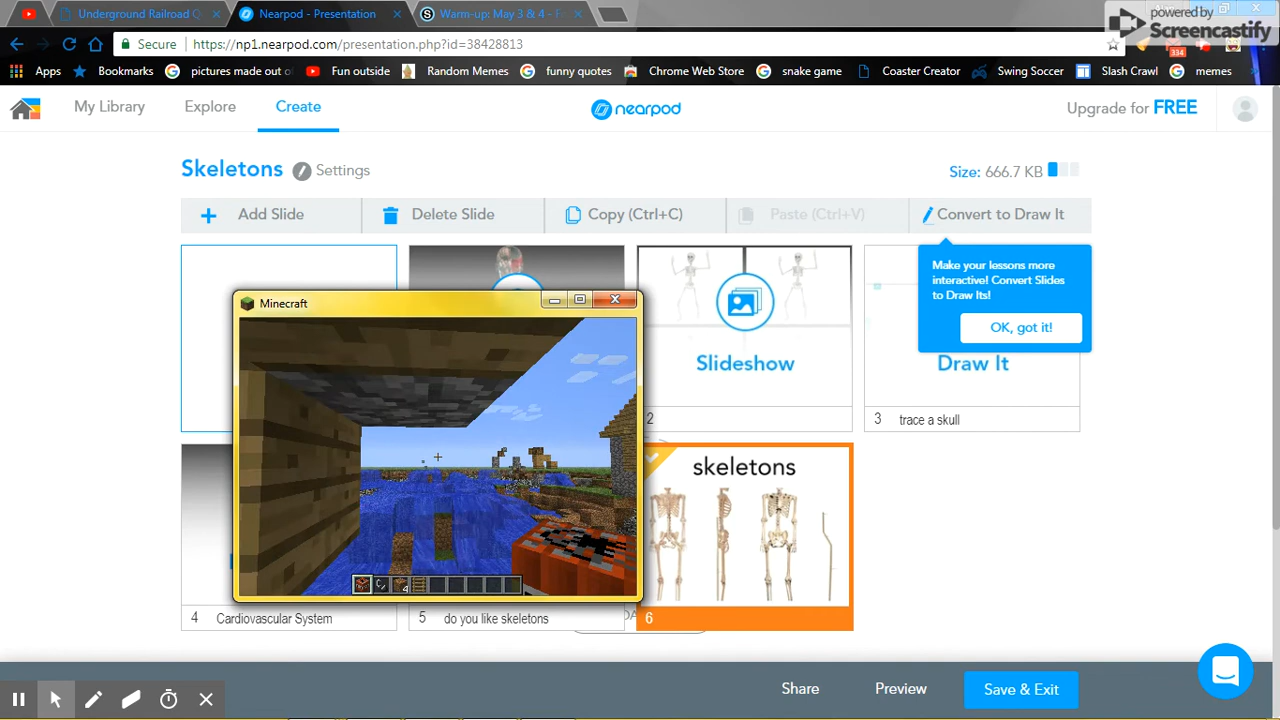 Underground Railroad Q
Nearpod - Presentation
Warm-up: May 3 & 4 - F
powered by
Screencastify
Secure https://np1.nearpod.com/presentation.php?id=38428813
334
Apps Bookmarks pictures made out of Fun outside Random Memes funny quotes Chrome Web Store snake game Coaster Creator Swing Soccer Slash Crawl memes
My Library Explore Create nearpod Upgrade for FREE
Skeletons Settings Size: 666.7 KB
Add Slide Delete Slide Copy (Ctrl+C) Paste (Ctrl+V) Convert to Draw It
Make your lessons more
interactive! Convert Slides
to Draw Its!
OK, got it!
Minecraft
Slideshow Draw It
2 3 trace a skull
skeletons
4
4 Cardiovascular System 5 do you like skeletons 6
Share Preview Save & Exit